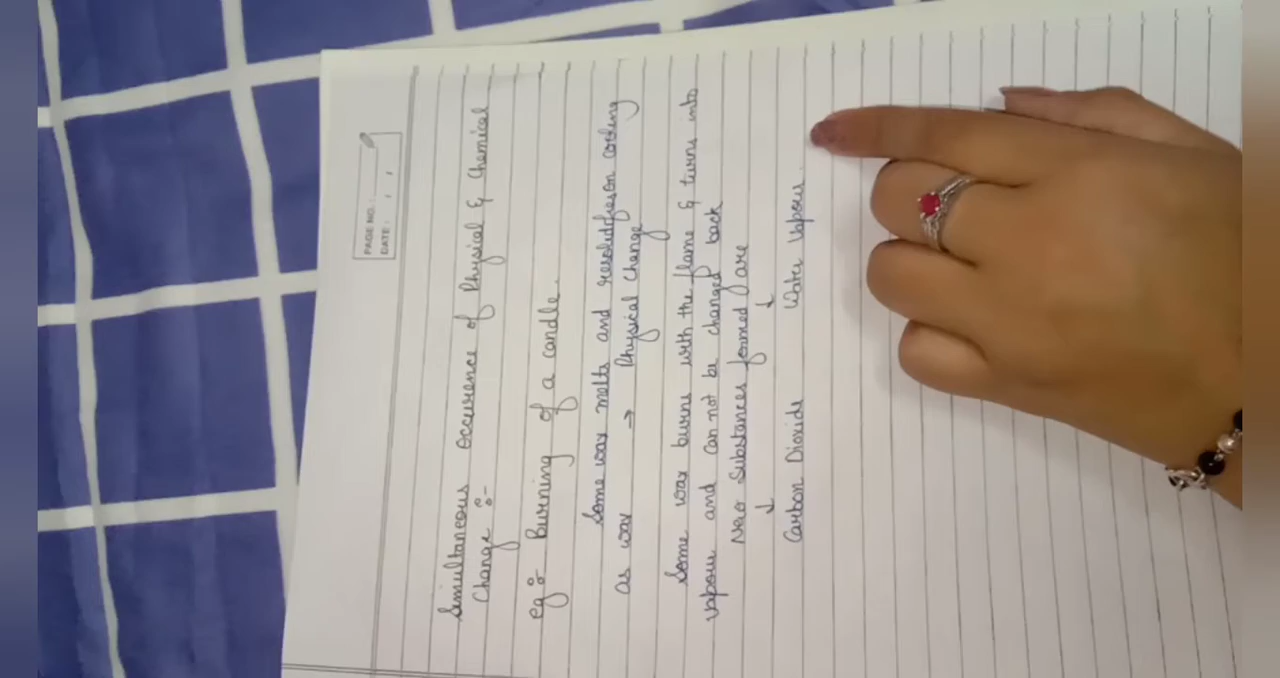 PAGE NO.:
DATE: / /
Simultaneous occurence of Physical & Chemical
Change :-
eg :- Burning of a candle.
Some wax melts and resolidifies on cooling
as wax → Physical Change
Some wax burns with the flame & turns into
vapour and can not be changed back
New Substances formed are
↓ ↓
Carbon Dioxide Water Vapour.